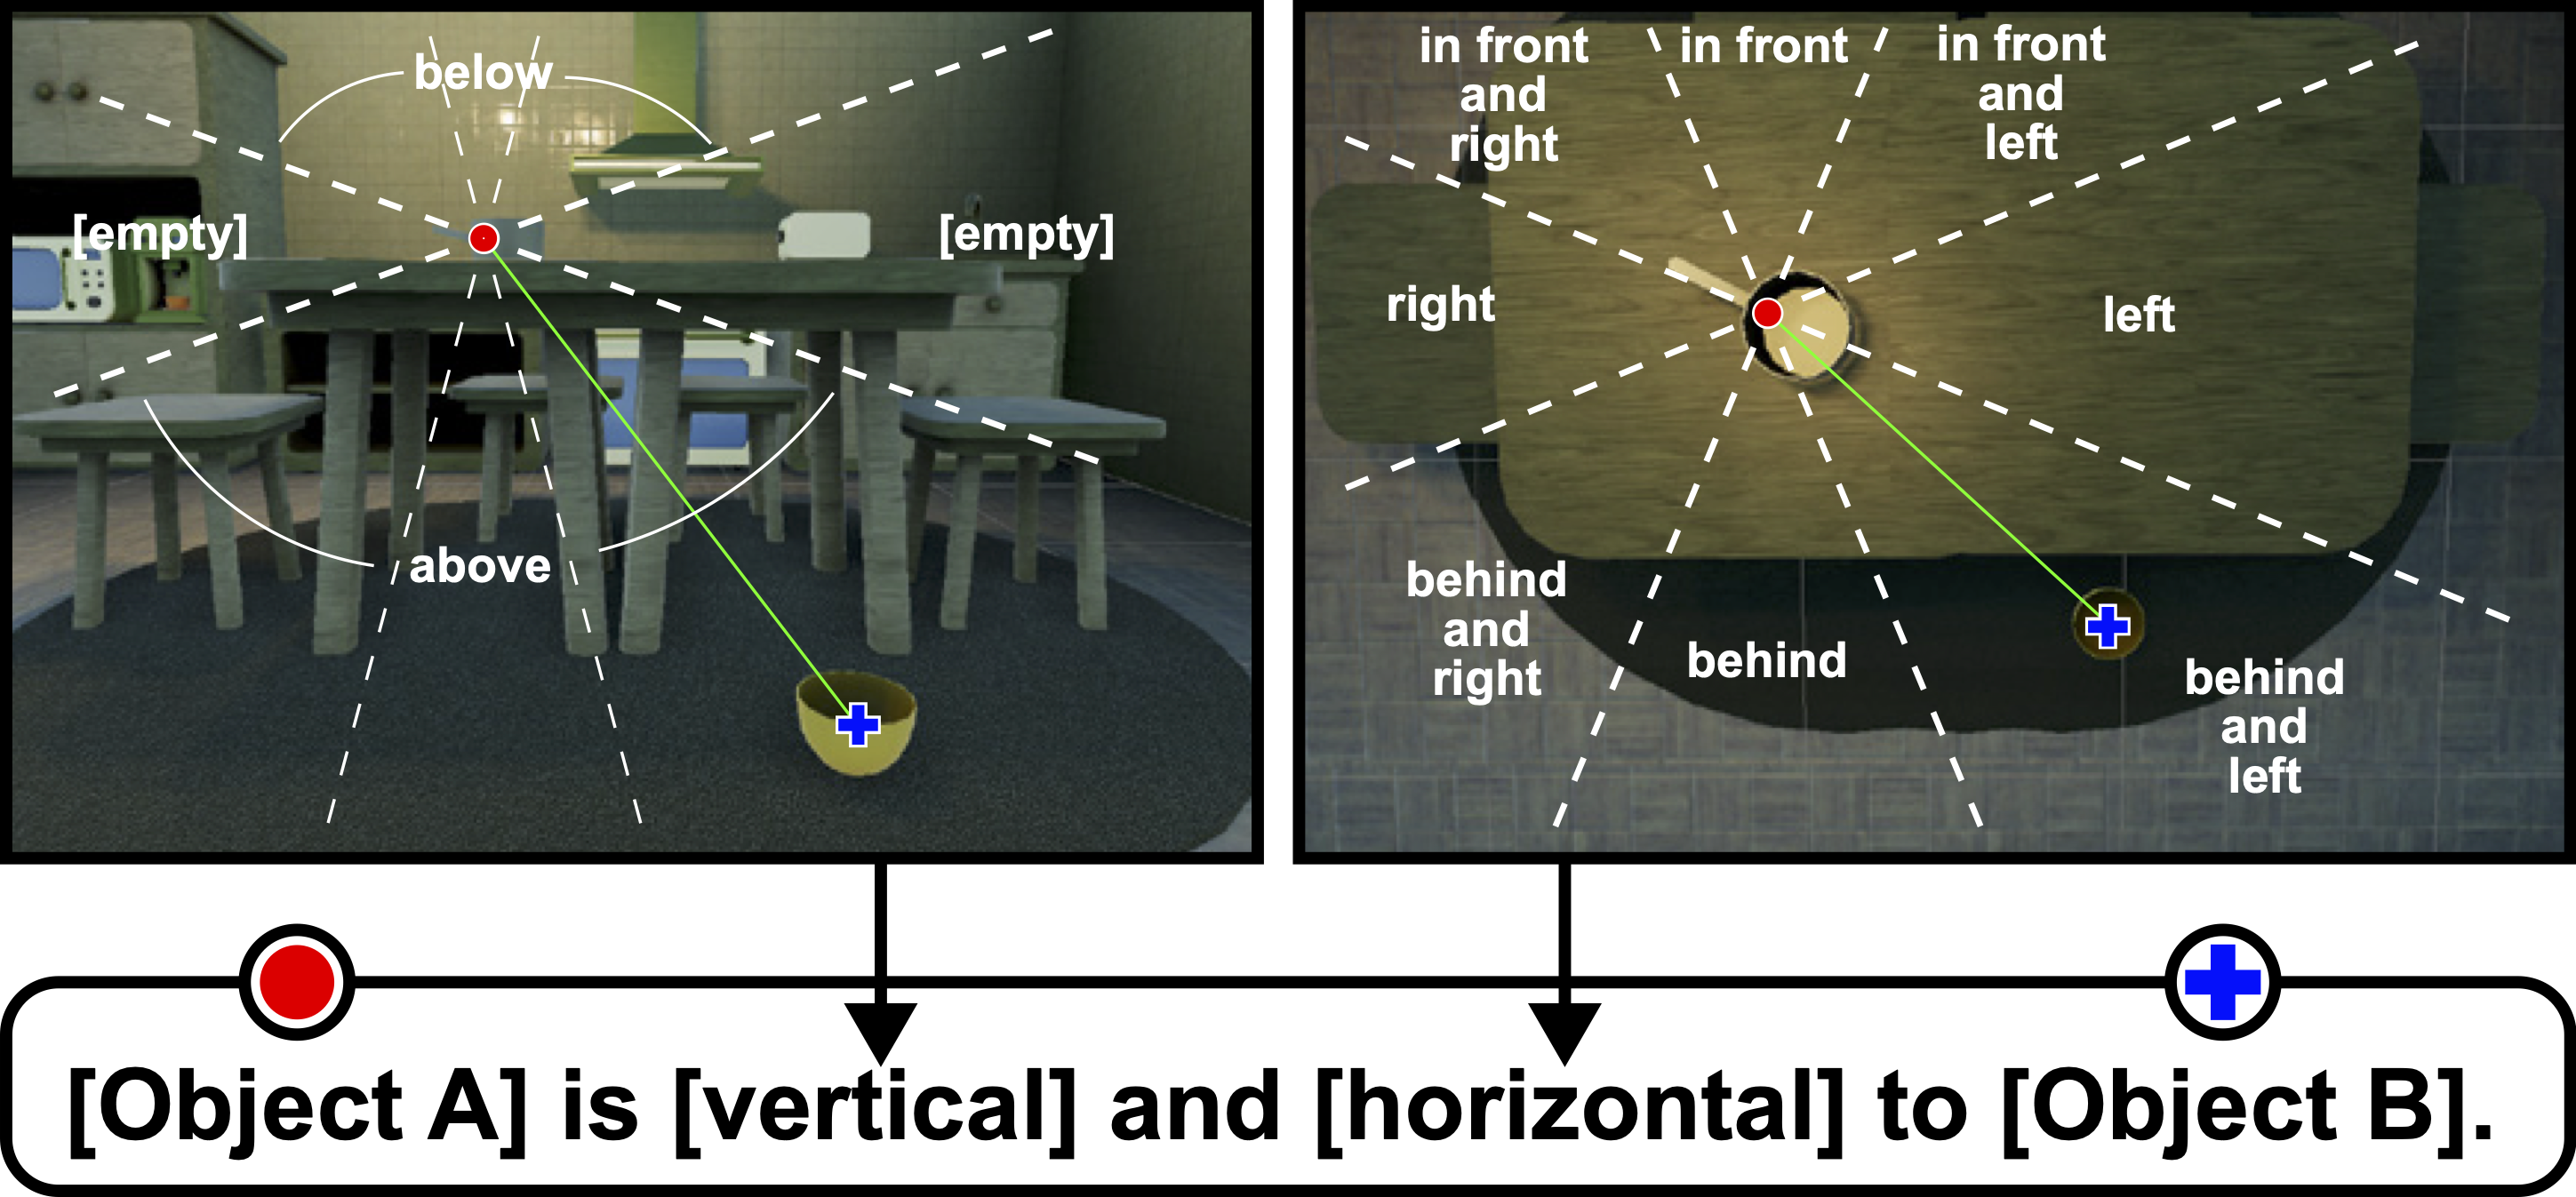 below
[empty]
[empty]
above
in front
and
right
in front
in front
and
left
right
left
behind
and
right
behind
behind
and
left
[Object A] is [vertical] and [horizontal] to [Object B].